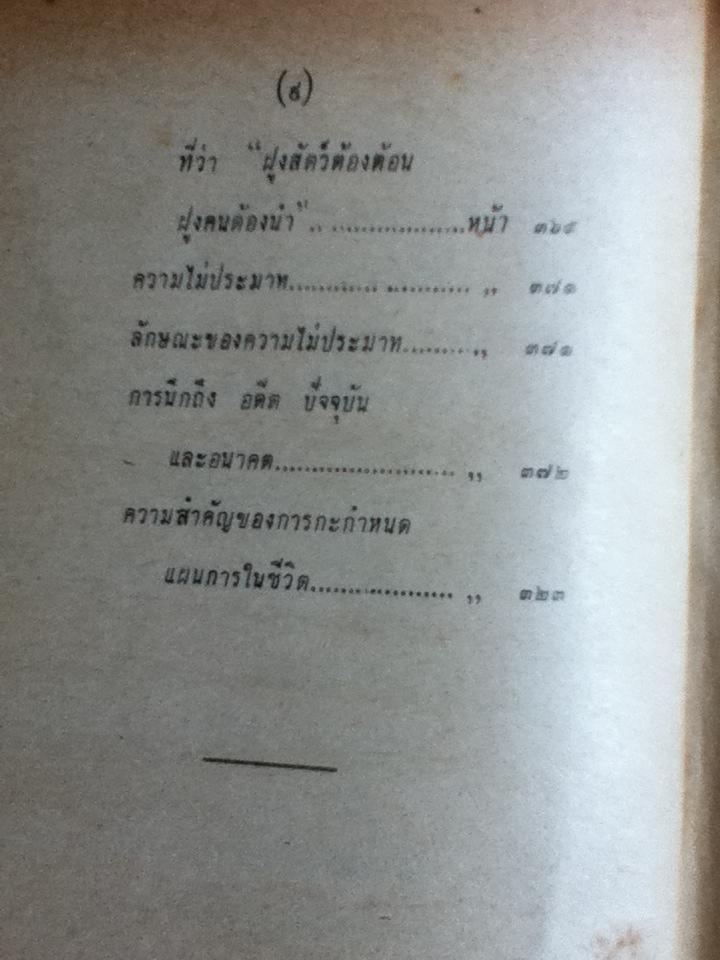 (๙)
ที่ว่า "ฝูงสัตว์ต้องต้อน
ฝูงคนต้องนำ".. ....................หน้า ๓๖๕
ความไม่ประมาท............. ............ ,, ๓๗๑
ลักษณะของความไม่ประมาท..........,, ๓๗๑
การนึกถึง อดีต ปัจจุบัน
และอนาคต.......................... ,, ๓๗๒
ความสำคัญของการกะกำหนด
แผนการในชีวิต.................... ,, ๓๒๓